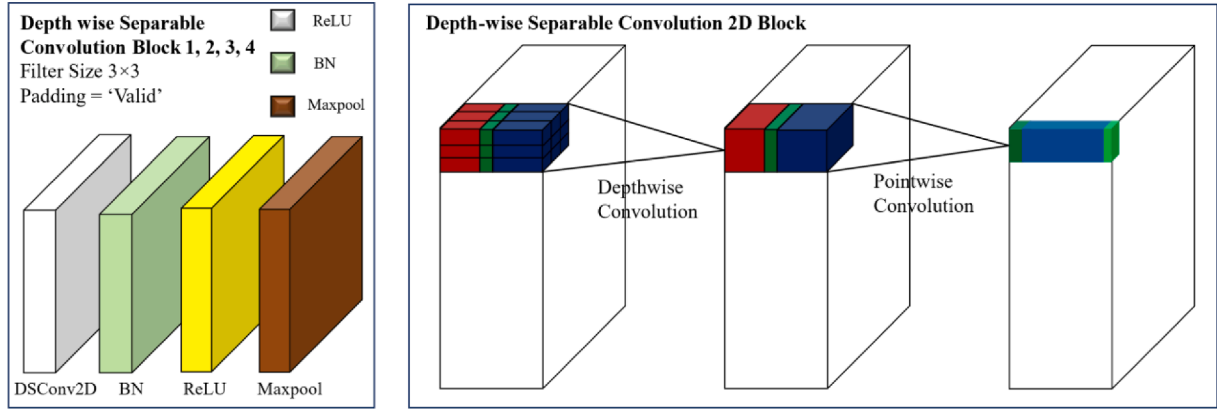 Depth wise Separable
Convolution Block 1, 2, 3, 4
Filter Size 3×3
Padding = ‘Valid’
ReLU
BN
Maxpool
DSConv2D
BN
ReLU
Maxpool
Depth-wise Separable Convolution 2D Block
Depthwise
Convolution
Pointwise
Convolution